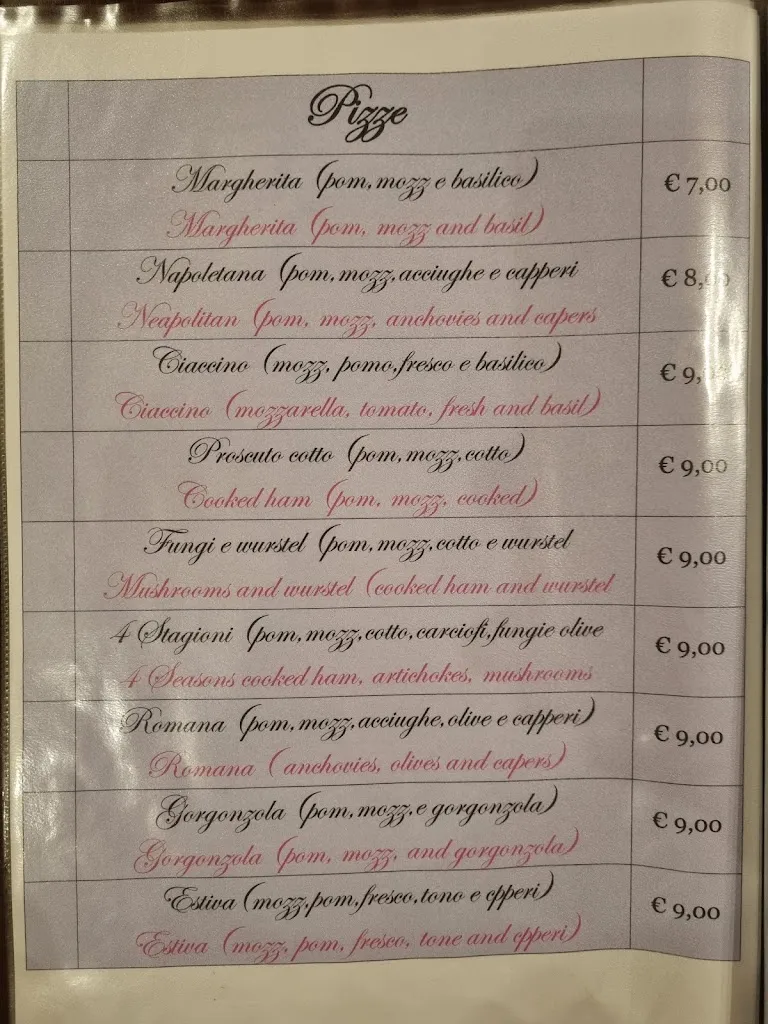 Pizze
Margherita (pom, mozz e basilico) € 7,00
Margherita (pom, mozz and basil)
Napoletana (pom, mozz, acciughe e capperi € 8,
Neapolitan (pom, mozz, anchovies and capers
Ciaccino (mozz, pomo, fresco e basilico) € 9,
Ciaccino (mozzarella, tomato, fresh and basil)
Proscuto cotto (pom, mozz, cotto) € 9,00
Cooked ham (pom, mozz, cooked)
Fungi e wurstel (pom, mozz, cotto e wurstel € 9,00
Mushrooms and wurstel (cooked ham and wurstel
4 Stagioni (pom, mozz, cotto, carciofi, fungie olive € 9,00
4 Seasons cooked ham, artichokes, mushrooms
Romana (pom, mozz, acciughe, olive e capperi) € 9,00
Romana ( anchovies, olives and capers)
Gorgonzola (pom, mozz, e gorgonzola) € 9,00
Gorgonzola (pom, mozz, and gorgonzola)
Estiva (mozz, pom, fresco, tono e cpperi) € 9,00
Estiva (mozz, pom, fresco, tone and cpperi)